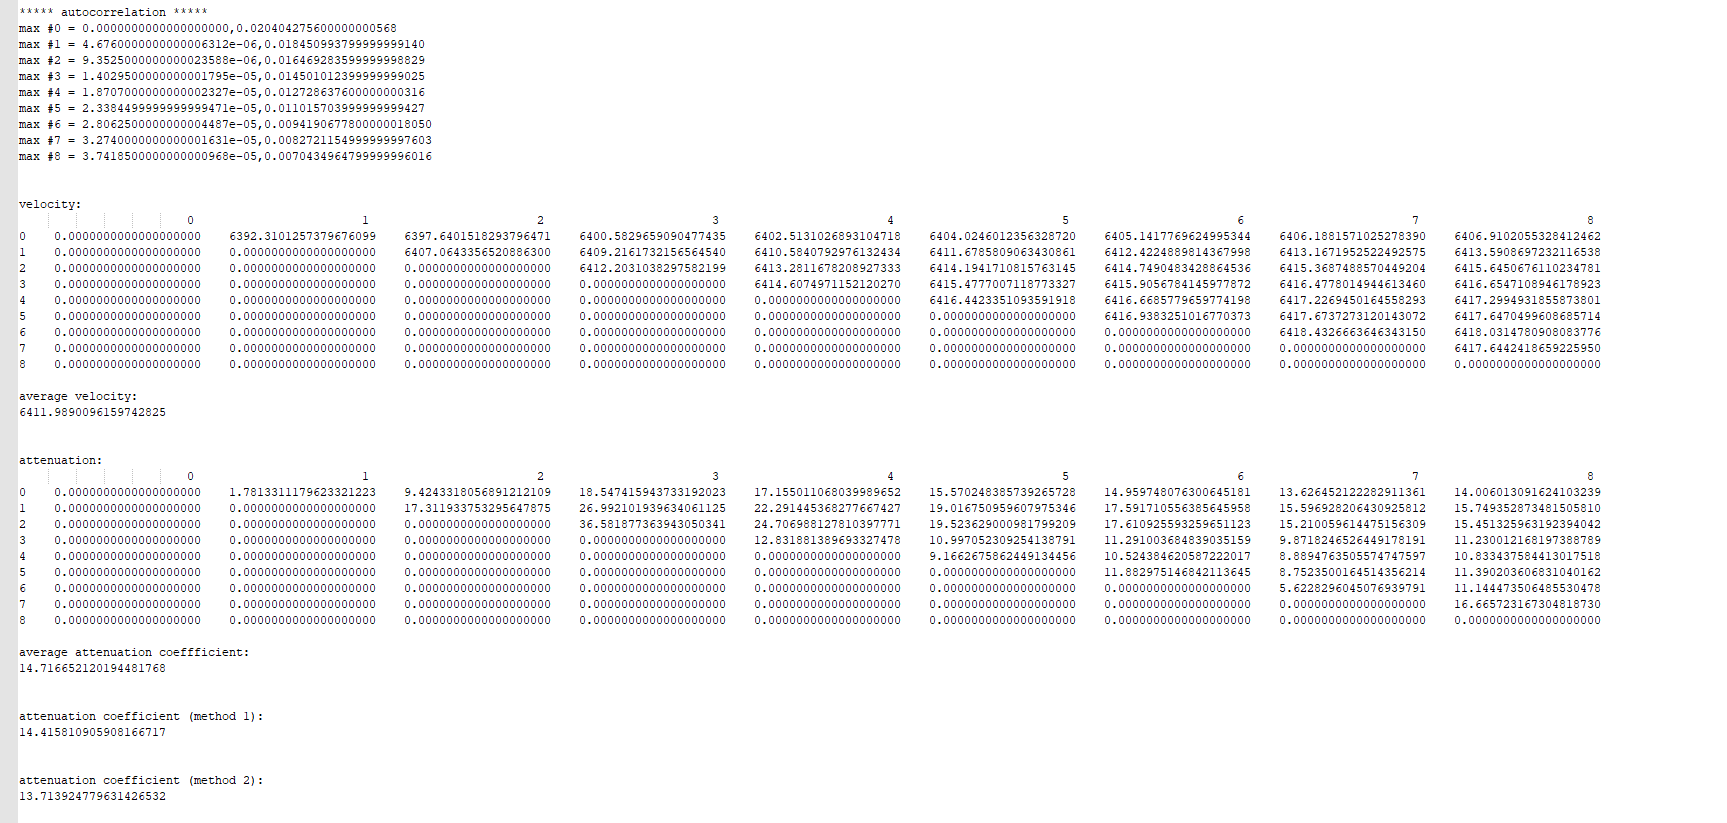 ***** autocorrelation *****
max #0 = 0.0000000000000000000,0.020404275600000000568
max #1 = 4.6760000000000006312e-06,0.018450993799999999140
max #2 = 9.3525000000000023588e-06,0.016469283599999998829
max #3 = 1.4029500000000001795e-05,0.014501012399999999025
max #4 = 1.8707000000000002327e-05,0.012728637600000000316
max #5 = 2.3384499999999999471e-05,0.011015703999999999427
max #6 = 2.8062500000000004487e-05,0.0094190677800000018050
max #7 = 3.2740000000000001631e-05,0.0082721154999999997603
max #8 = 3.7418500000000000968e-05,0.0070434964799999996016
velocity:
0 1 2 3 4 5 6 7 8
0 0.0000000000000000000 6392.3101257379676099 6397.6401518293796471 6400.5829659090477435 6402.5131026893104718 6404.0246012356328720 6405.1417769624995344 6406.1881571025278390 6406.9102055328412462
1 0.0000000000000000000 0.0000000000000000000 6407.0643356520886300 6409.2161732156564540 6410.5840792976132434 6411.6785809063430861 6412.4224889814367998 6413.1671952522492575 6413.5908697232116538
2 0.0000000000000000000 0.0000000000000000000 0.0000000000000000000 6412.2031038297582199 6413.2811678208927333 6414.1941710815763145 6414.7490483428864536 6415.3687488570449204 6415.6450676110234781
3 0.0000000000000000000 0.0000000000000000000 0.0000000000000000000 0.0000000000000000000 6414.6074971152120270 6415.4777007118773327 6415.9056784145977872 6416.4778014944613460 6416.6547108946178923
4 0.0000000000000000000 0.0000000000000000000 0.0000000000000000000 0.0000000000000000000 0.0000000000000000000 6416.4423351093591918 6416.6685779659774198 6417.2269450164558293 6417.2994931855873801
5 0.0000000000000000000 0.0000000000000000000 0.0000000000000000000 0.0000000000000000000 0.0000000000000000000 0.0000000000000000000 6416.9383251016770373 6417.6737273120143072 6417.6470499608685714
6 0.0000000000000000000 0.0000000000000000000 0.0000000000000000000 0.0000000000000000000 0.0000000000000000000 0.0000000000000000000 0.0000000000000000000 6418.4326663646343150 6418.0314780908083776
7 0.0000000000000000000 0.0000000000000000000 0.0000000000000000000 0.0000000000000000000 0.0000000000000000000 0.0000000000000000000 0.0000000000000000000 0.0000000000000000000 6417.6442418659225950
8 0.0000000000000000000 0.0000000000000000000 0.0000000000000000000 0.0000000000000000000 0.0000000000000000000 0.0000000000000000000 0.0000000000000000000 0.0000000000000000000 0.0000000000000000000
average velocity:
6411.9890096159742825
attenuation:
0 1 2 3 4 5 6 7 8
0 0.0000000000000000000 1.7813311179623321223 9.4243318056891212109 18.547415943733192023 17.155011068039989652 15.570248385739265728 14.959748076300645181 13.626452122282911361 14.006013091624103239
1 0.0000000000000000000 0.0000000000000000000 17.311933753295647875 26.992101939634061125 22.291445368277667427 19.016750959607975346 17.591710556385645958 15.596928206430925812 15.749352873481505810
2 0.0000000000000000000 0.0000000000000000000 0.0000000000000000000 36.581877363943050341 24.706988127810397771 19.523629000981799209 17.610925593259651123 15.210059614475156309 15.451325963192394042
3 0.0000000000000000000 0.0000000000000000000 0.0000000000000000000 0.0000000000000000000 12.831881389693327478 10.997052309254138791 11.291003684839035159 9.8718246526449178191 11.230012168197388789
4 0.0000000000000000000 0.0000000000000000000 0.0000000000000000000 0.0000000000000000000 0.0000000000000000000 9.1662675862449134456 10.524384620587222017 8.8894763505574747597 10.833437584413017518
5 0.0000000000000000000 0.0000000000000000000 0.0000000000000000000 0.0000000000000000000 0.0000000000000000000 0.0000000000000000000 11.882975146842113645 8.7523500164514356214 11.390203606831040162
6 0.0000000000000000000 0.0000000000000000000 0.0000000000000000000 0.0000000000000000000 0.0000000000000000000 0.0000000000000000000 0.0000000000000000000 5.6228296045076939791 11.144473506485530478
7 0.0000000000000000000 0.0000000000000000000 0.0000000000000000000 0.0000000000000000000 0.0000000000000000000 0.0000000000000000000 0.0000000000000000000 0.0000000000000000000 16.665723167304818730
8 0.0000000000000000000 0.0000000000000000000 0.0000000000000000000 0.0000000000000000000 0.0000000000000000000 0.0000000000000000000 0.0000000000000000000 0.0000000000000000000 0.0000000000000000000
average attenuation coeffficient:
14.716652120194481768
attenuation coefficient (method 1):
14.415810905908166717
attenuation coefficient (method 2):
13.713924779631426532